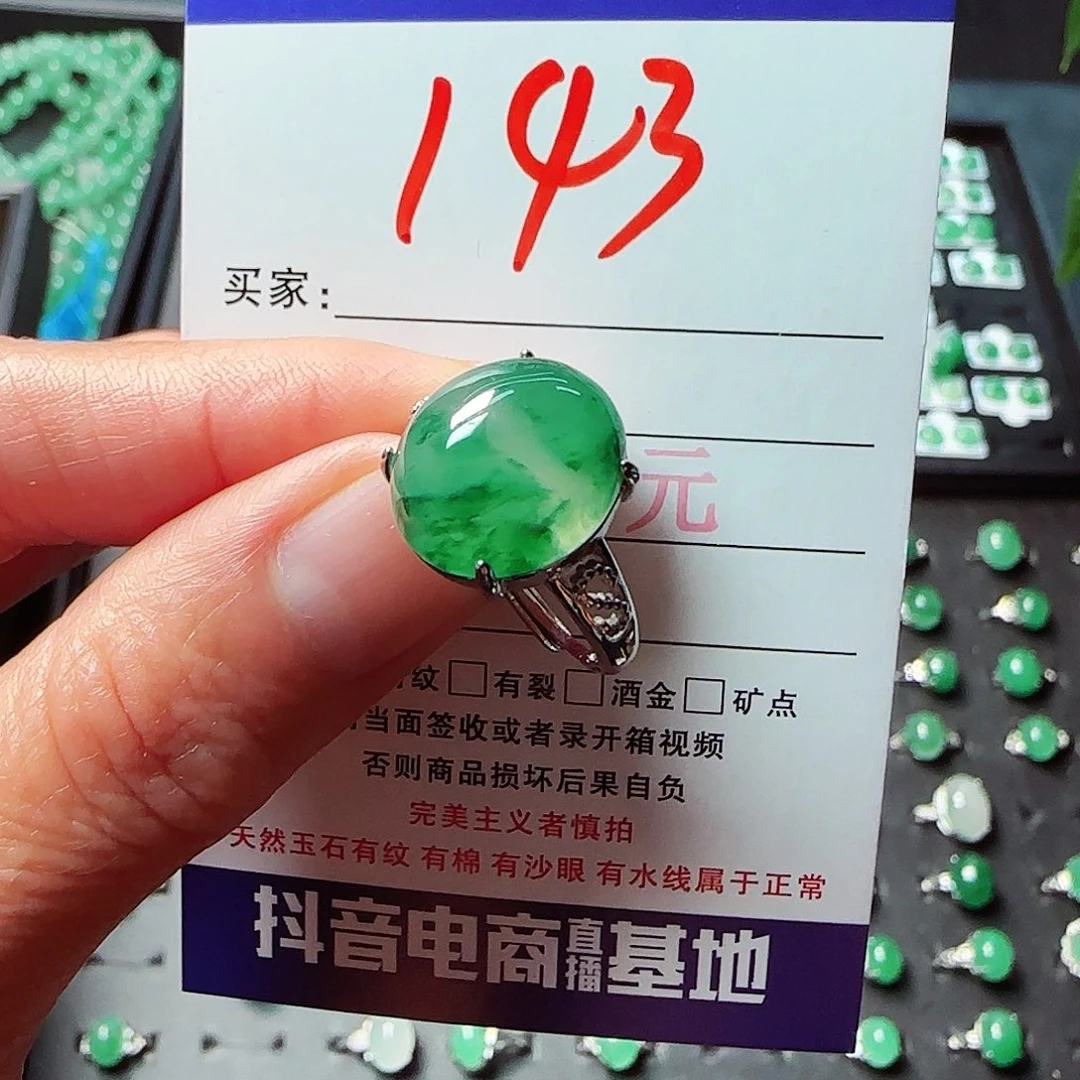 143
买家:
元
纹□有裂□酒金□矿点
当面签收或者录开箱视频
否则商品损坏后果自负
完美主义者慎拍
天然玉石有纹 有棉 有沙眼 有水线属于正常
抖音电商直播基地